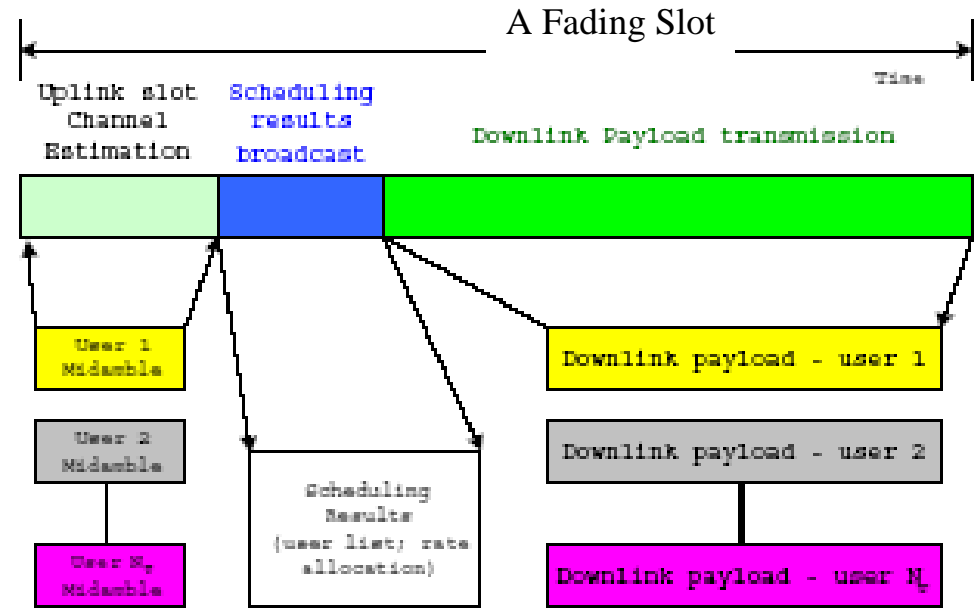 A Fading Slot
Time
Uplink slot
Channel
Estimation
Scheduling
results
broadcast
Downlink Payload transmission
User 1
Midamble
Downlink payload - user 1
User 2
Midamble
Downlink payload - user 2
Scheduling
Results
(user list; rate
allocation)
User N
Midamble
Downlink payload - user N